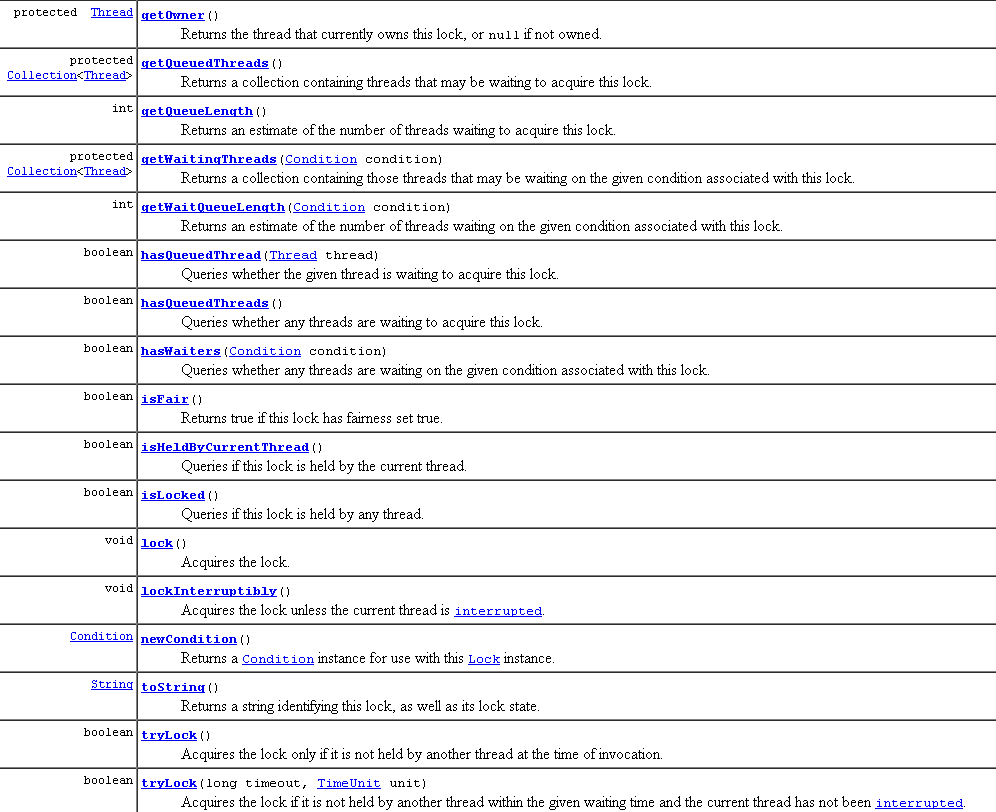 protected Thread getOwner()
Returns the thread that currently owns this lock, or null if not owned.
protected Collection<Thread> getQueuedThreads()
Returns a collection containing threads that may be waiting to acquire this lock.
int getQueueLength()
Returns an estimate of the number of threads waiting to acquire this lock.
protected Collection<Thread> getWaitingThreads(Condition condition)
Returns a collection containing those threads that may be waiting on the given condition associated with this lock.
int getWaitQueueLength(Condition condition)
Returns an estimate of the number of threads waiting on the given condition associated with this lock.
boolean hasQueuedThread(Thread thread)
Queries whether the given thread is waiting to acquire this lock.
boolean hasQueuedThreads()
Queries whether any threads are waiting to acquire this lock.
boolean hasWaiters(Condition condition)
Queries whether any threads are waiting on the given condition associated with this lock.
boolean isFair()
Returns true if this lock has fairness set true.
boolean isHeldByCurrentThread()
Queries if this lock is held by the current thread.
boolean isLocked()
Queries if this lock is held by any thread.
void lock()
Acquires the lock.
void lockInterruptibly()
Acquires the lock unless the current thread is interrupted.
Condition newCondition()
Returns a Condition instance for use with this Lock instance.
String toString()
Returns a string identifying this lock, as well as its lock state.
boolean tryLock()
Acquires the lock only if it is not held by another thread at the time of invocation.
boolean tryLock(long timeout, TimeUnit unit)
Acquires the lock if it is not held by another thread within the given waiting time and the current thread has not been interrupted.